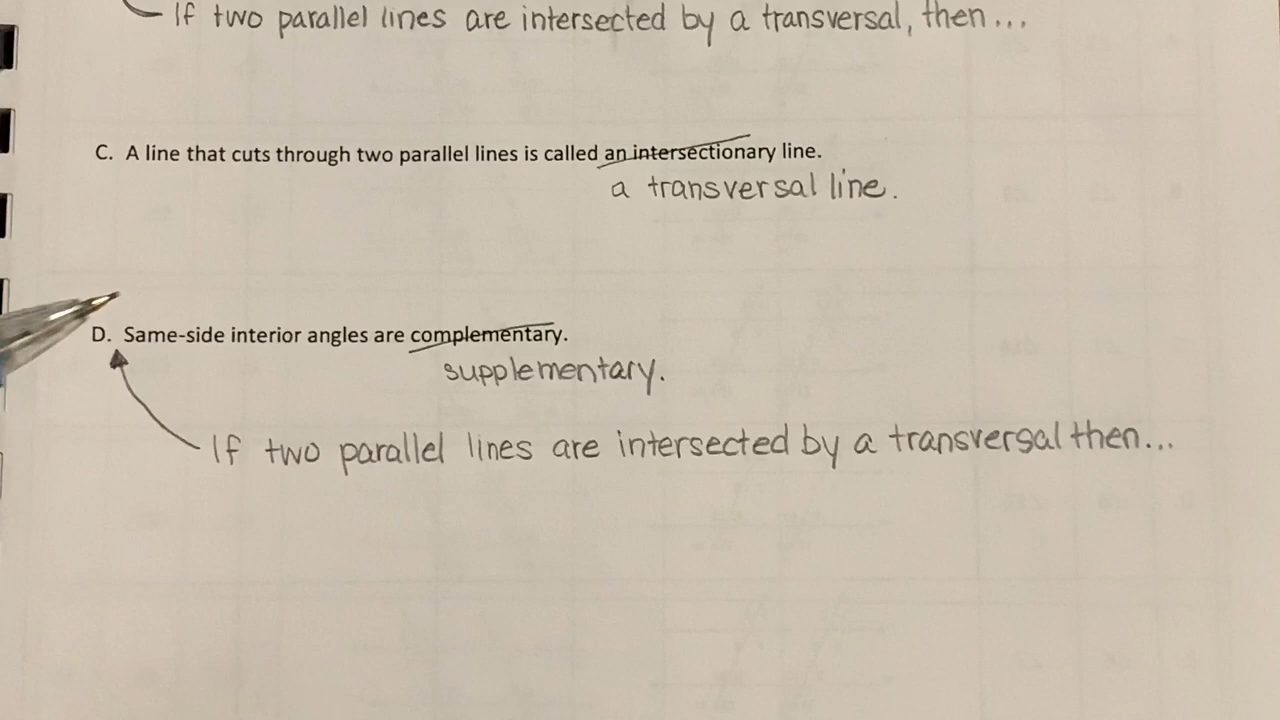 If two parallel lines are intersected by a transversal, then...
C. A line that cuts through two parallel lines is called an intersectionary line.
a transversal line.
D. Same-side interior angles are complementary.
supplementary.
If two parallel lines are intersected by a transversal then...